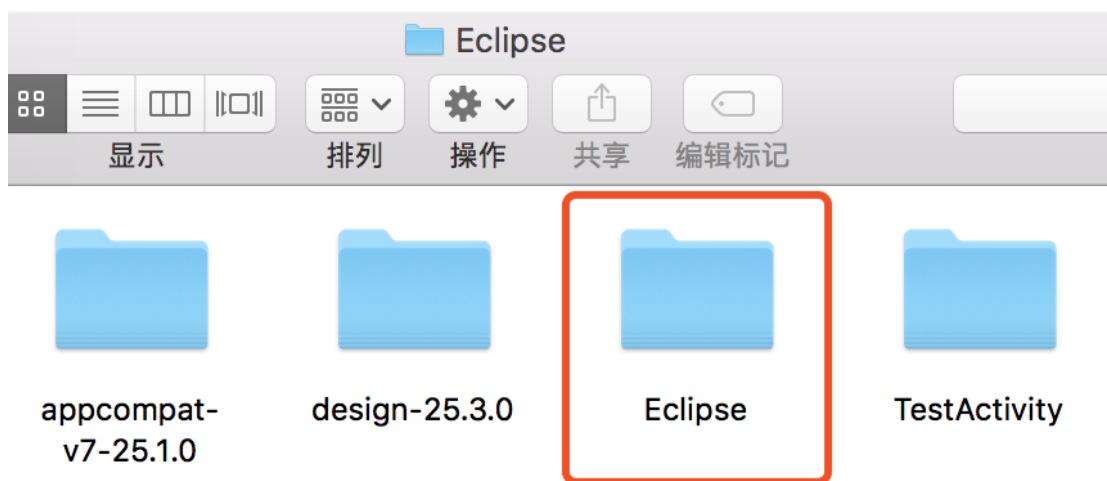 Eclipse
显示
排列
操作
共享
编辑标记
appcompat-
v7-25.1.0
design-25.3.0
Eclipse
TestActivity